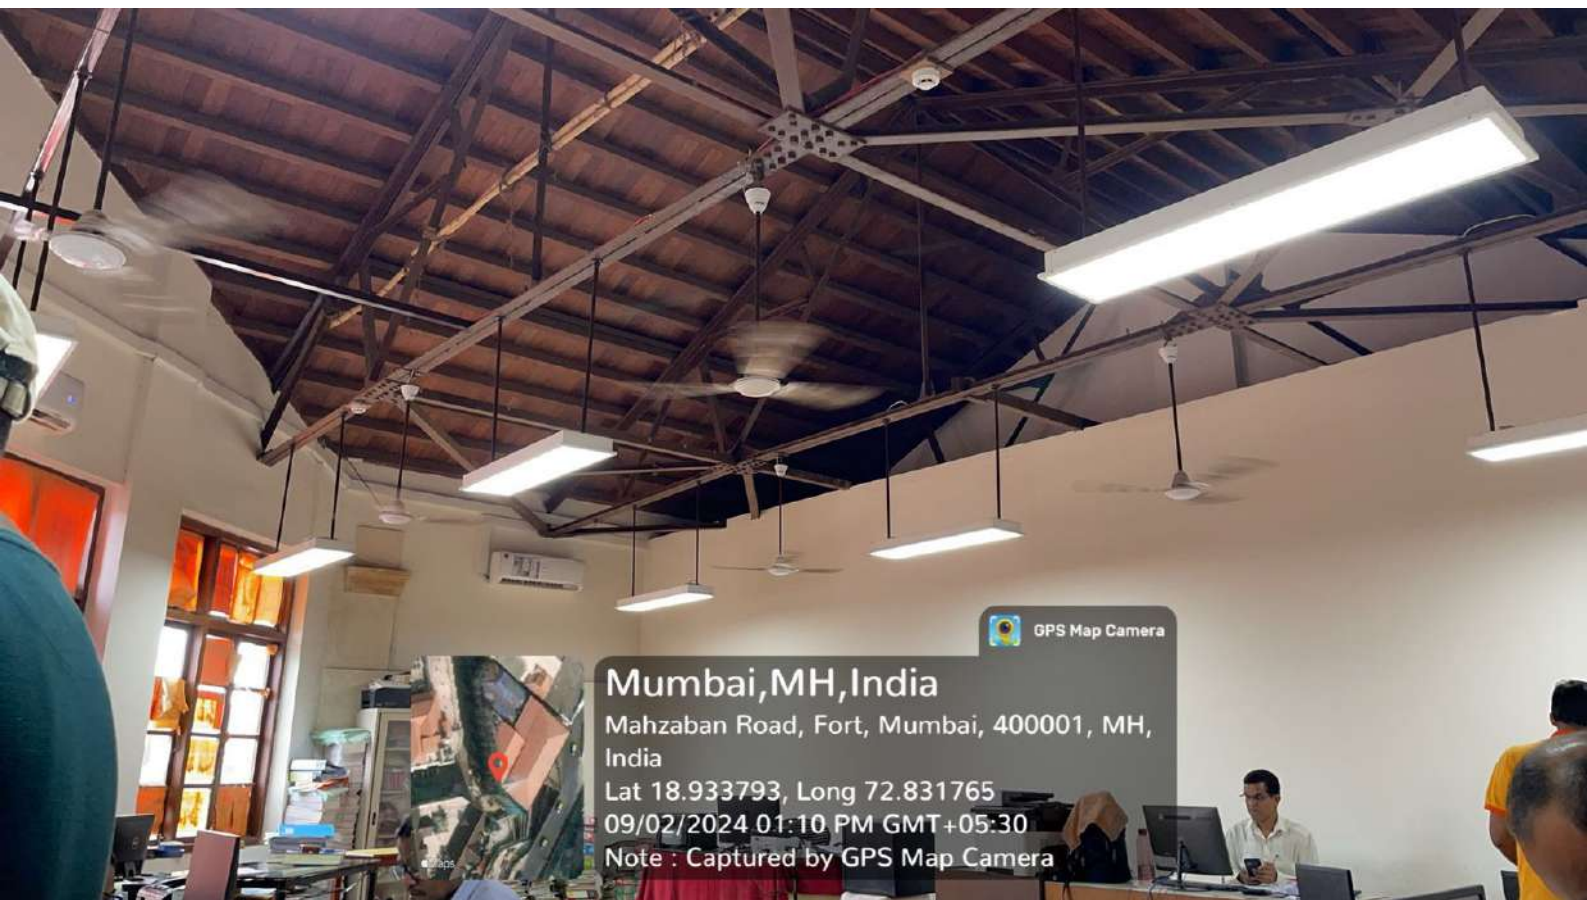 GPS Map Camera
Mumbai,MH,India
Mahzaban Road, Fort, Mumbai, 400001, MH,
India
Lat 18.933793, Long 72.831765
09/02/2024 01:10 PM GMT+05:30
Note : Captured by GPS Map Camera